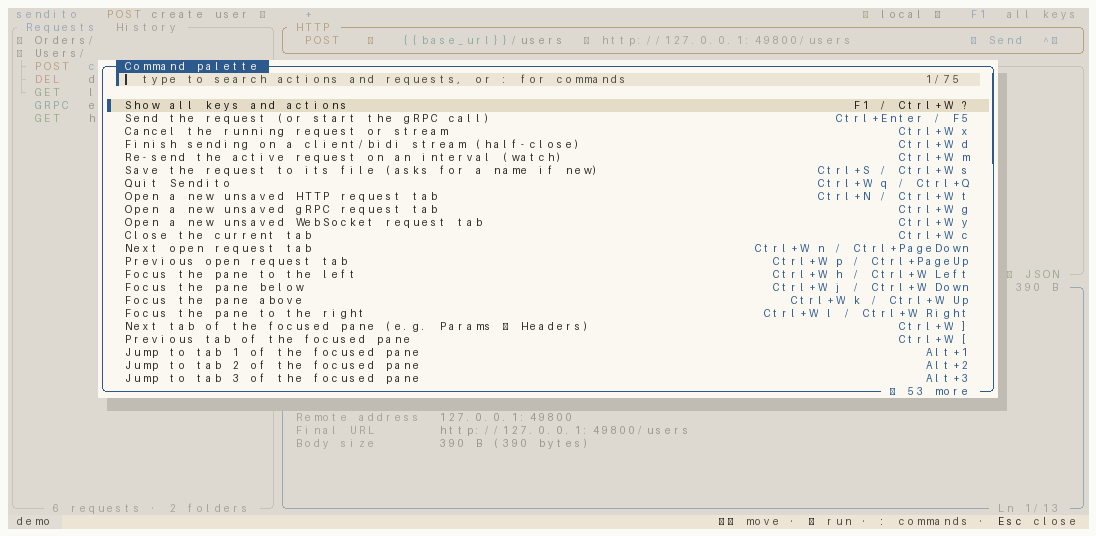 sendito POST create user + local F1 all keys
Requests History HTTP
Orders/ POST {{base_url}}/users http://127.0.0.1:49800/users Send
Users/
POST c
DEL d
GET l
GRPC e
GET h
Command palette
type to search actions and requests, or : for commands 1/75
Show all keys and actions F1 / Ctrl+W ?
Send the request (or start the gRPC call) Ctrl+Enter / F5
Cancel the running request or stream Ctrl+W x
Finish sending on a client/bidi stream (half-close) Ctrl+W d
Re-send the active request on an interval (watch) Ctrl+W m
Save the request to its file (asks for a name if new) Ctrl+S / Ctrl+W s
Quit Sendito Ctrl+W q / Ctrl+Q
Open a new unsaved HTTP request tab Ctrl+N / Ctrl+W t
Open a new unsaved gRPC request tab Ctrl+W g
Open a new unsaved WebSocket request tab Ctrl+W y
Close the current tab Ctrl+W c
Next open request tab Ctrl+W n / Ctrl+PageDown
Previous open request tab Ctrl+W p / Ctrl+PageUp
Focus the pane to the left Ctrl+W h / Ctrl+W Left
Focus the pane below Ctrl+W j / Ctrl+W Down
Focus the pane above Ctrl+W k / Ctrl+W Up
Focus the pane to the right Ctrl+W l / Ctrl+W Right
Next tab of the focused pane (e.g. Params Headers) Ctrl+W ]
Previous tab of the focused pane Ctrl+W [
Jump to tab 1 of the focused pane Alt+1
Jump to tab 2 of the focused pane Alt+2
Jump to tab 3 of the focused pane Alt+3
53 more
JSON
390 B
Remote address 127.0.0.1:49800
Final URL http://127.0.0.1:49800/users
Body size 390 B (390 bytes)
6 requests · 2 folders Ln 1/13
demo move · run · : commands · Esc close